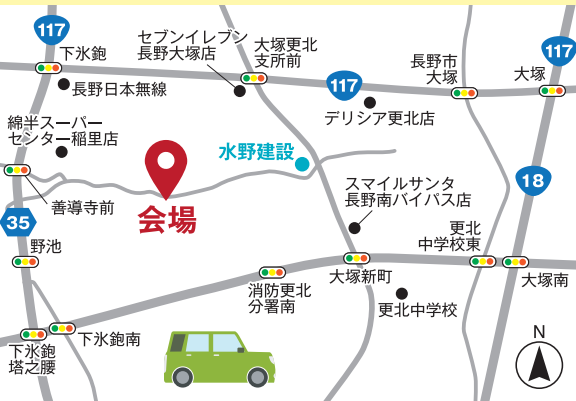 117
下氷鉋
セブンイレブン
長野大塚店
大塚更北
支所前
長野市
大塚
117
大塚
長野日本無線
117
デリシア更北店
綿半スーパー
センター稲里店
水野建設
善導寺前
会場
スマイルサンタ
長野南バイパス店
18
35
野池
更北
中学校東
大塚新町
大塚南
消防更北
分署南
更北中学校
下氷鉋南
下氷鉋
塔之腰
N